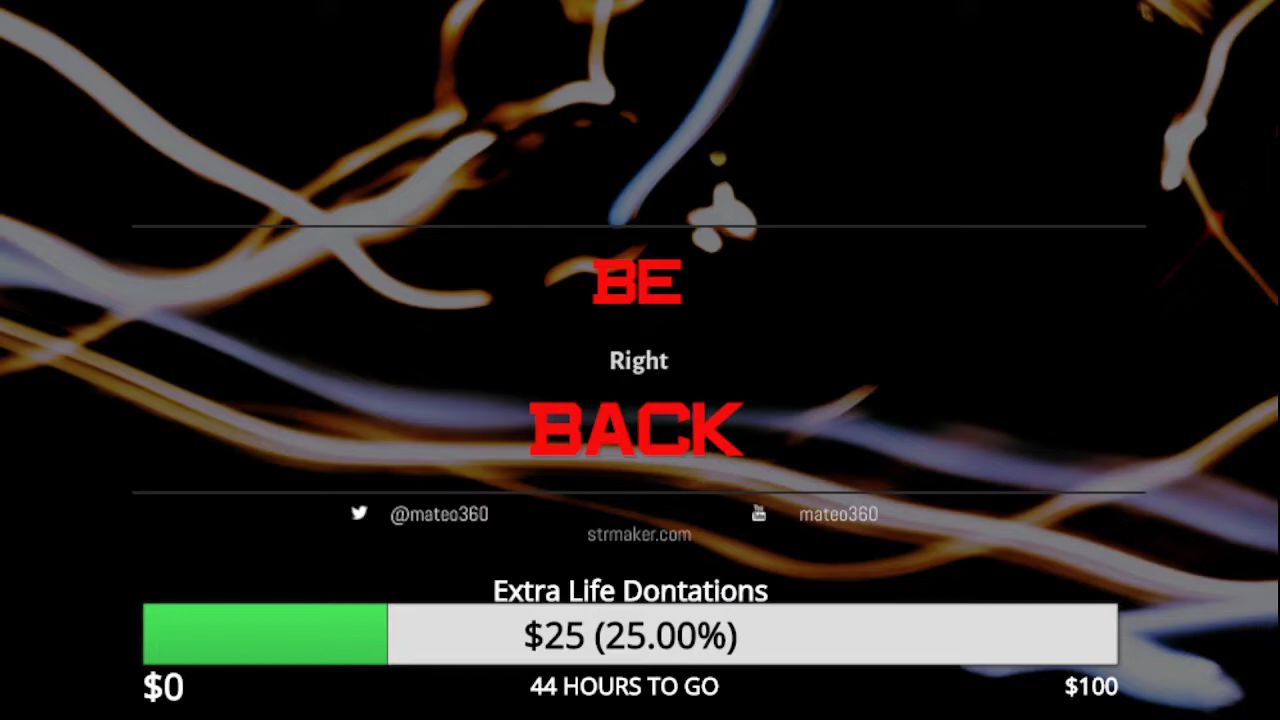 BE
Right
BACK
@mateo360 mateo360
strmaker.com
Extra Life Dontations
$25 (25.00%)
$0 44 HOURS TO GO $100